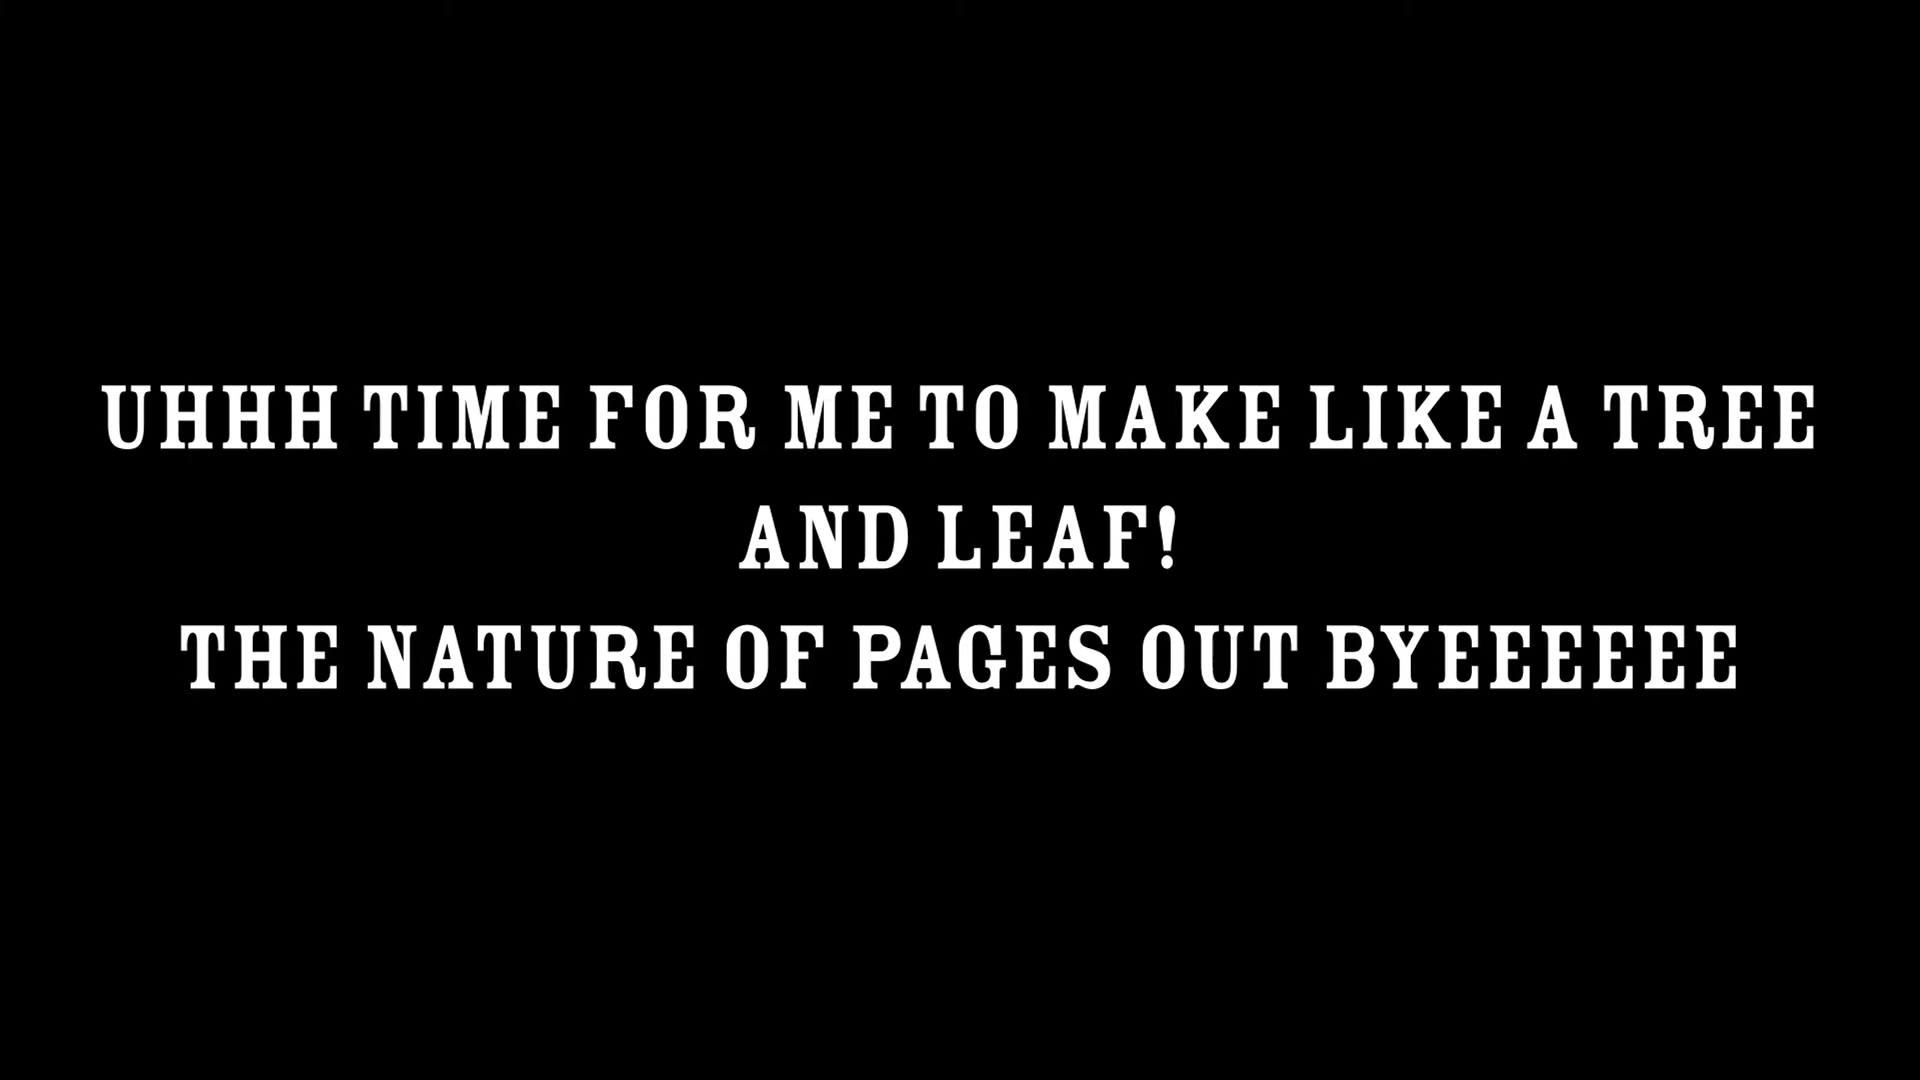 UHHH TIME FOR ME TO MAKE LIKE A TREE
AND LEAF!
THE NATURE OF PAGES OUT BYEEEEEE